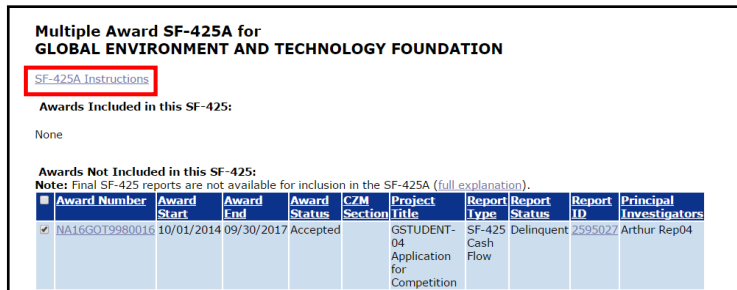 Multiple Award SF-425A for
GLOBAL ENVIRONMENT AND TECHNOLOGY FOUNDATION
SF-425A Instructions
Awards Included in this SF-425:
None
Awards Not Included in this SF-425:
Note: Final SF-425 reports are not available for inclusion in the SF-425A (full explanation).
Award Number Award Start Award End Award Status CZM Section Project Title Report Type Report Status Report ID Principal Investigators
NA16GOT9980016 10/01/2014 09/30/2017 Accepted GSTUDENT-04 Application for Competition SF-425 Cash Flow Delinquent 2595027 Arthur Rep04